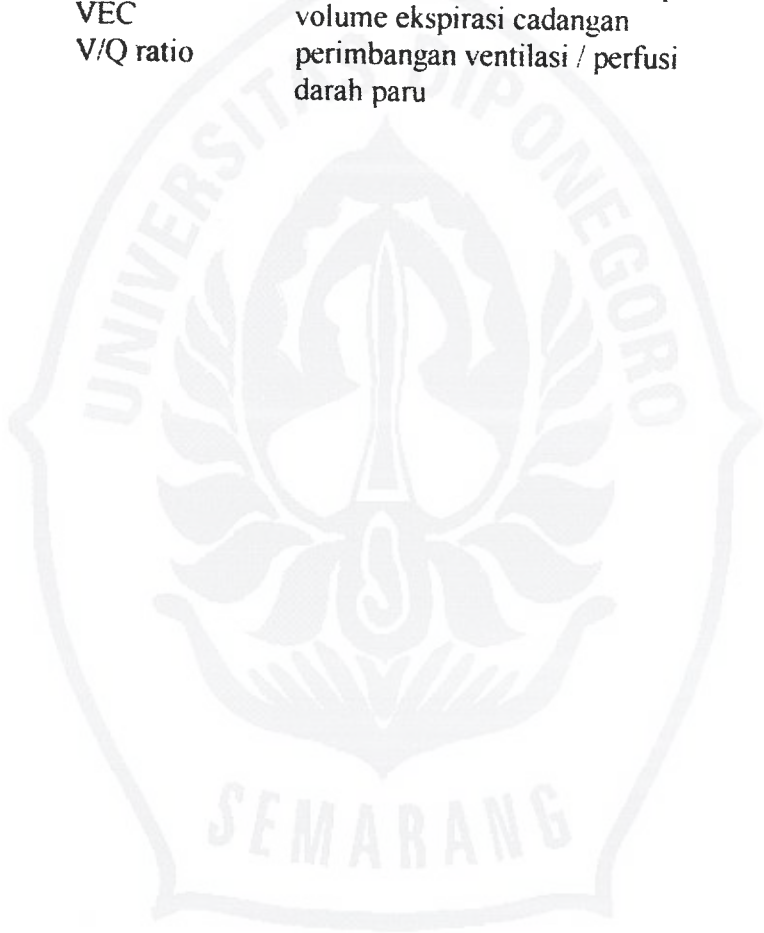 VEC volume ekspirasi cadangan
V/Q ratio perimbangan ventilasi / perfusi
darah paru
UNIVERSITAS DIPONEGORO
SEMARANG